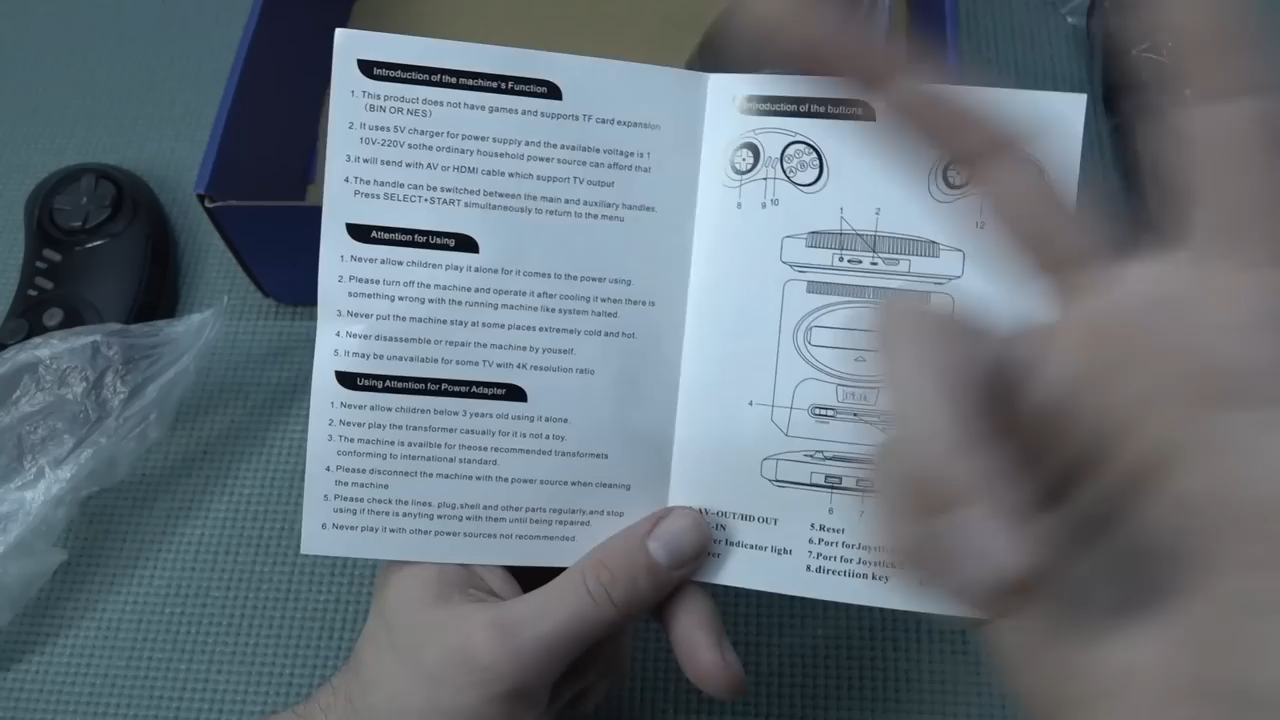 Introduction of the machine's Function
1. This product does not have games and supports TF card expansion
(BIN OR NES)
2. It uses 5V charger for power supply and the available voltage is 1
10V-220V sothe ordinary household power source can afford that
3.it will send with AV or HDMI cable which support TV output
4.The handle can be switched between the main and auxiliary handles.
Press SELECT+START simultaneously to return to the menu
Attention for Using
1. Never allow children play it alone for it comes to the power using.
2. Please turn off the machine and operate it after cooling it when there is
something wrong with the running machine like system halted.
3. Never put the machine stay at some places extremely cold and hot.
4. Never disassemble or repair the machine by youself.
5. It may be unavailable for some TV with 4K resolution ratio
Using Attention for Power Adapter
1. Never allow children below 3 years old using it alone.
2. Never play the transformer casually for it is not a toy.
3. The machine is availble for theose recommended transformets
conforming to international standard.
4. Please disconnect the machine with the power source when cleaning
the machine
5. Please check the lines, plug,shell and other parts regularly,and stop
using if there is anyting wrong with them until being repaired.
6. Never play it with other power sources not recommended.
Introduction of the buttons
8 9 10
12
1 2
4
6 7
AV-OUT/HD OUT
-IN
Indicator light
5.Reset
6.Port for
7.Port for Joystick
8.directiion key